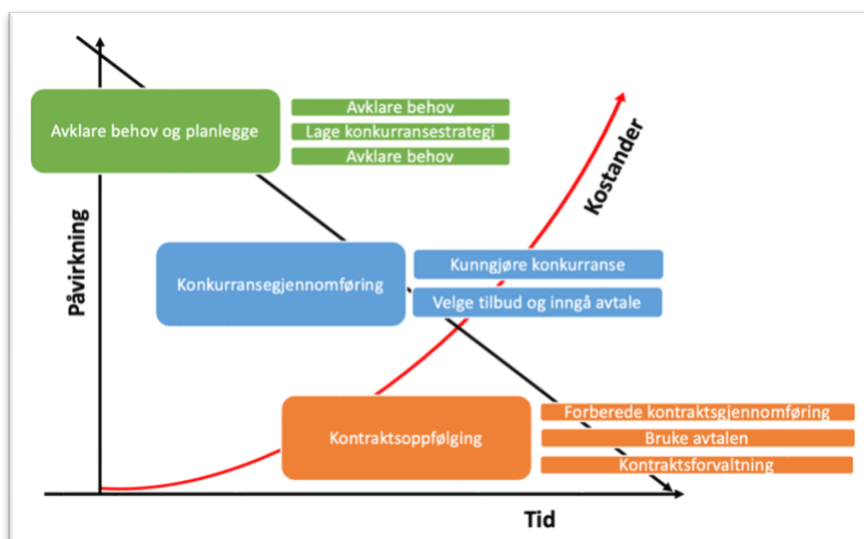 Avklare behov og planlegge
Avklare behov
Lage konkurransestrategi
Avklare behov
Påvirkning
Kostander
Konkurransegjennomføring
Kunngjøre konkurranse
Velge tilbud og inngå avtale
Kontraktsoppfølging
Forberede kontraktsgjennomføring
Bruke avtalen
Kontraktsforvaltning
Tid